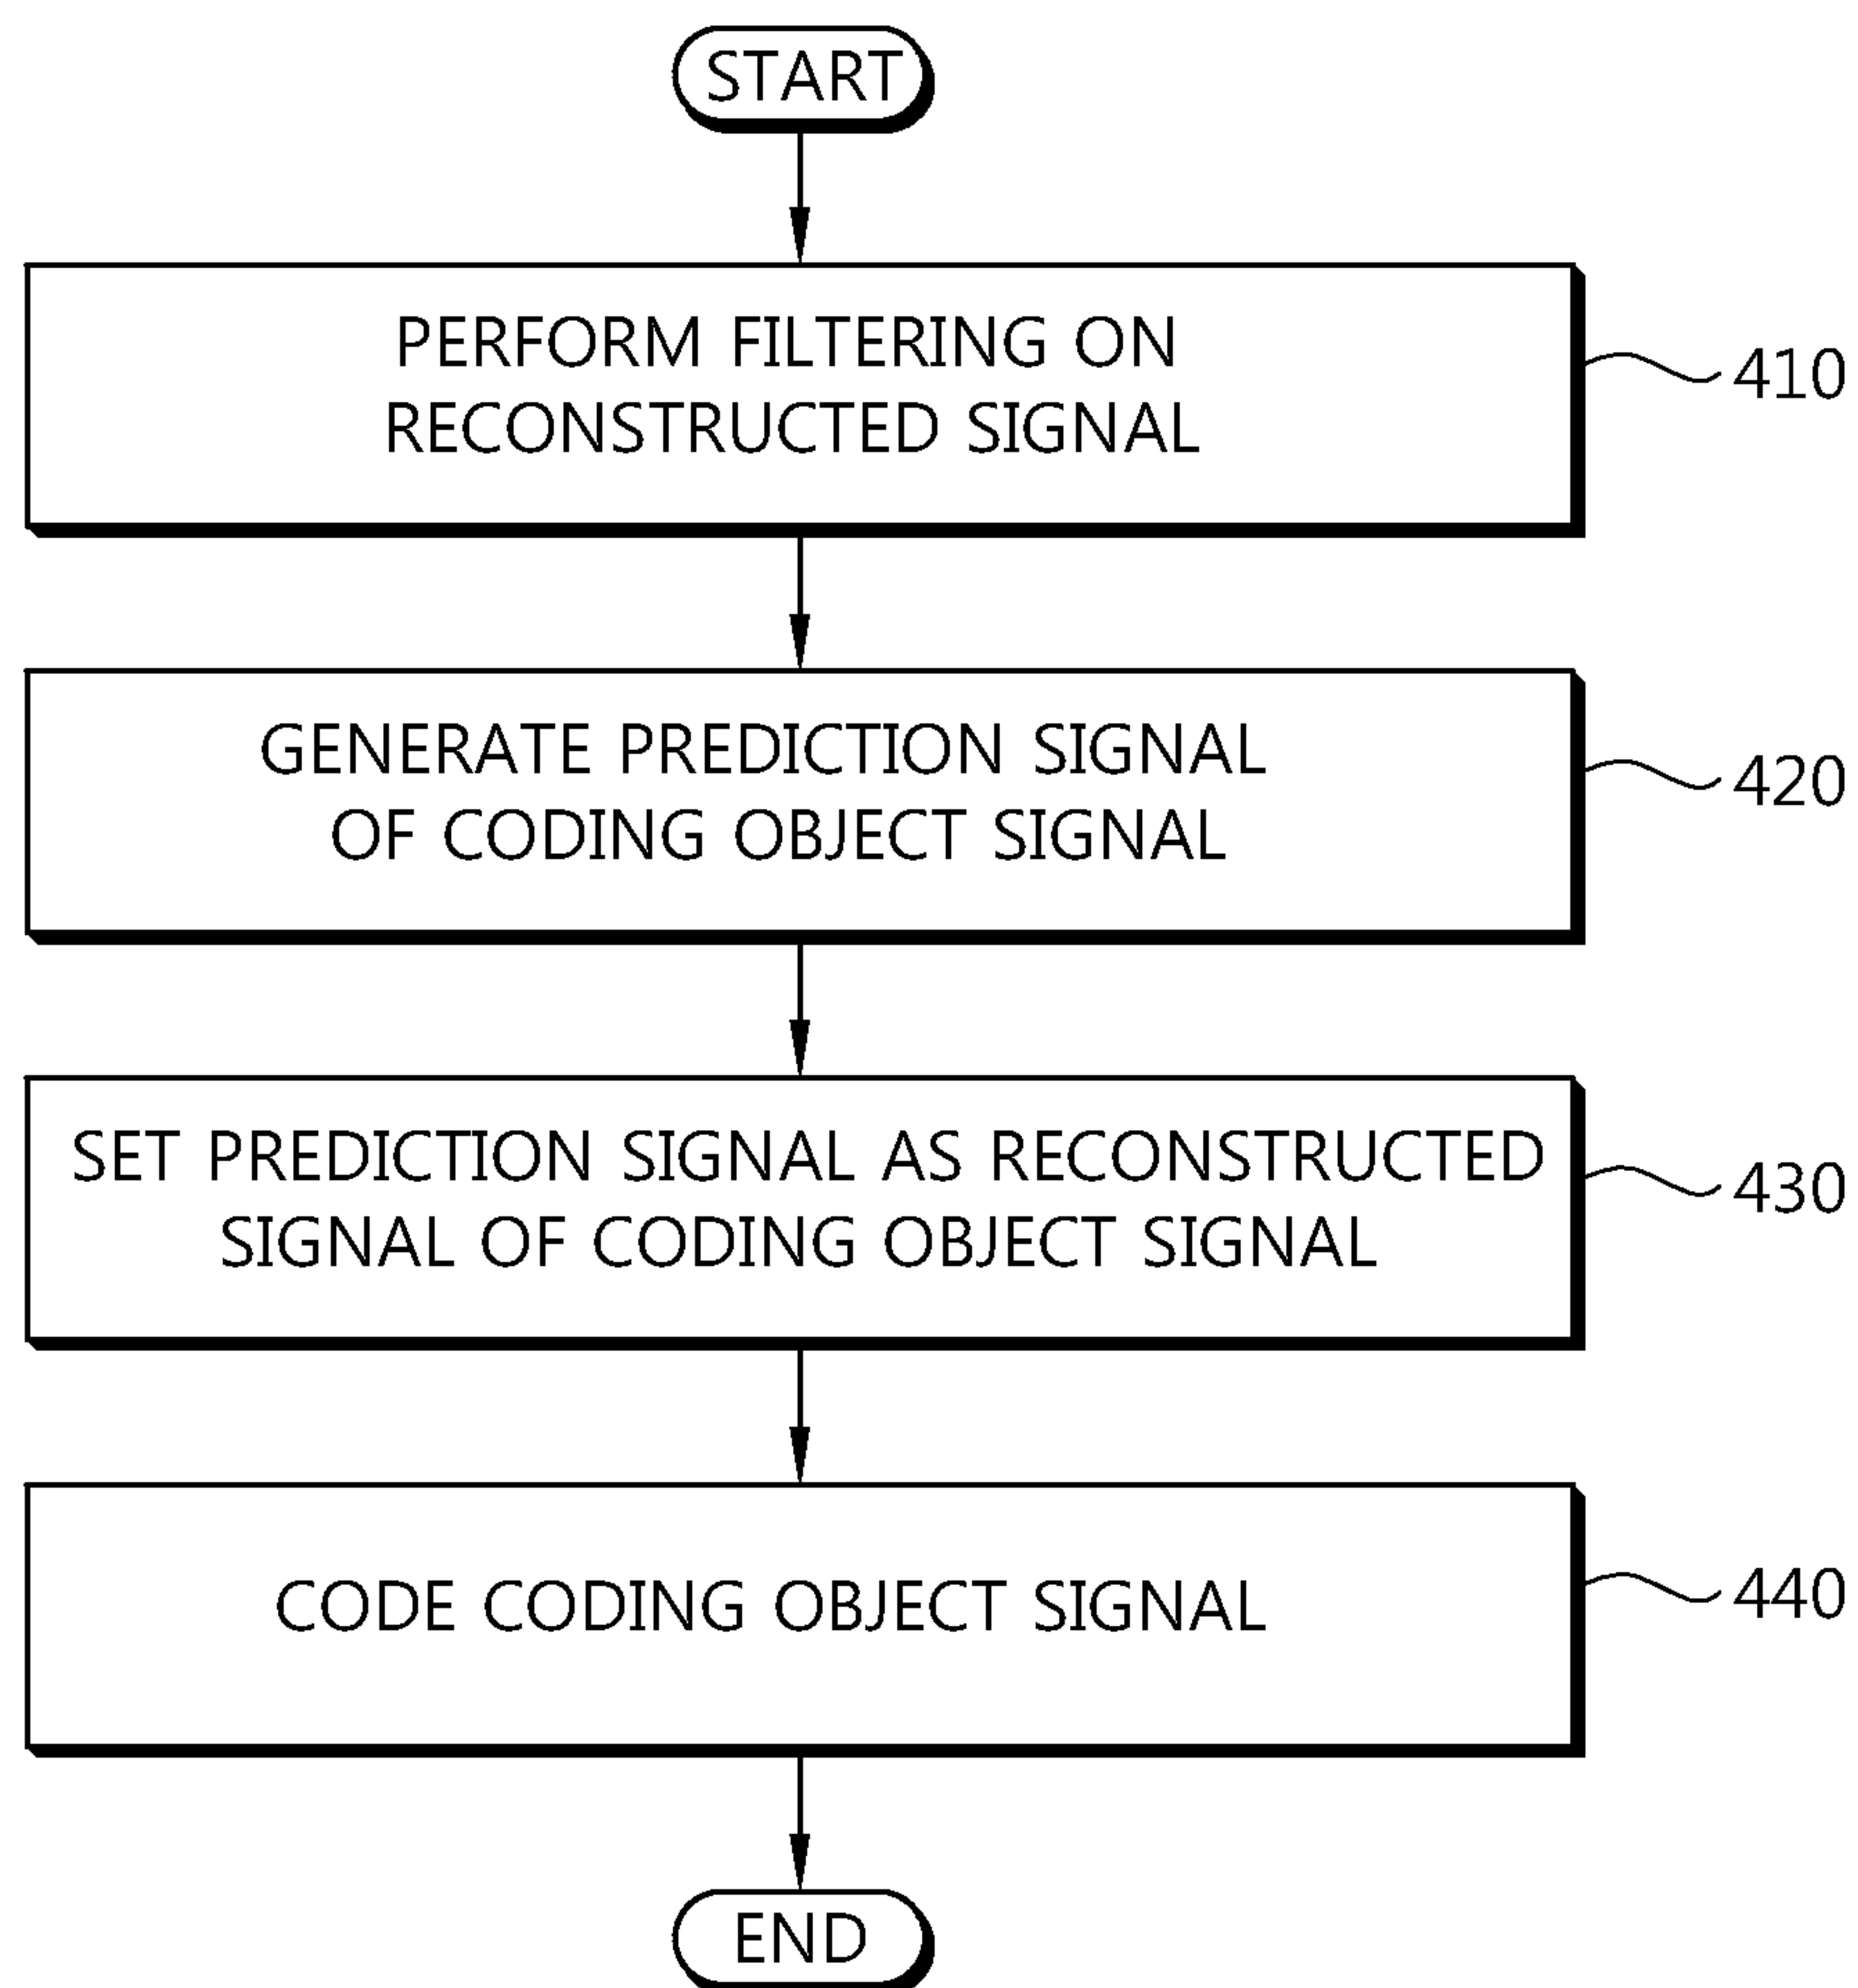 START
PERFORM FILTERING ON
RECONSTRUCTED SIGNAL
410
GENERATE PREDICTION SIGNAL
OF CODING OBJECT SIGNAL
420
SET PREDICTION SIGNAL AS RECONSTRUCTED
SIGNAL OF CODING OBJECT SIGNAL
430
CODE CODING OBJECT SIGNAL
440
END